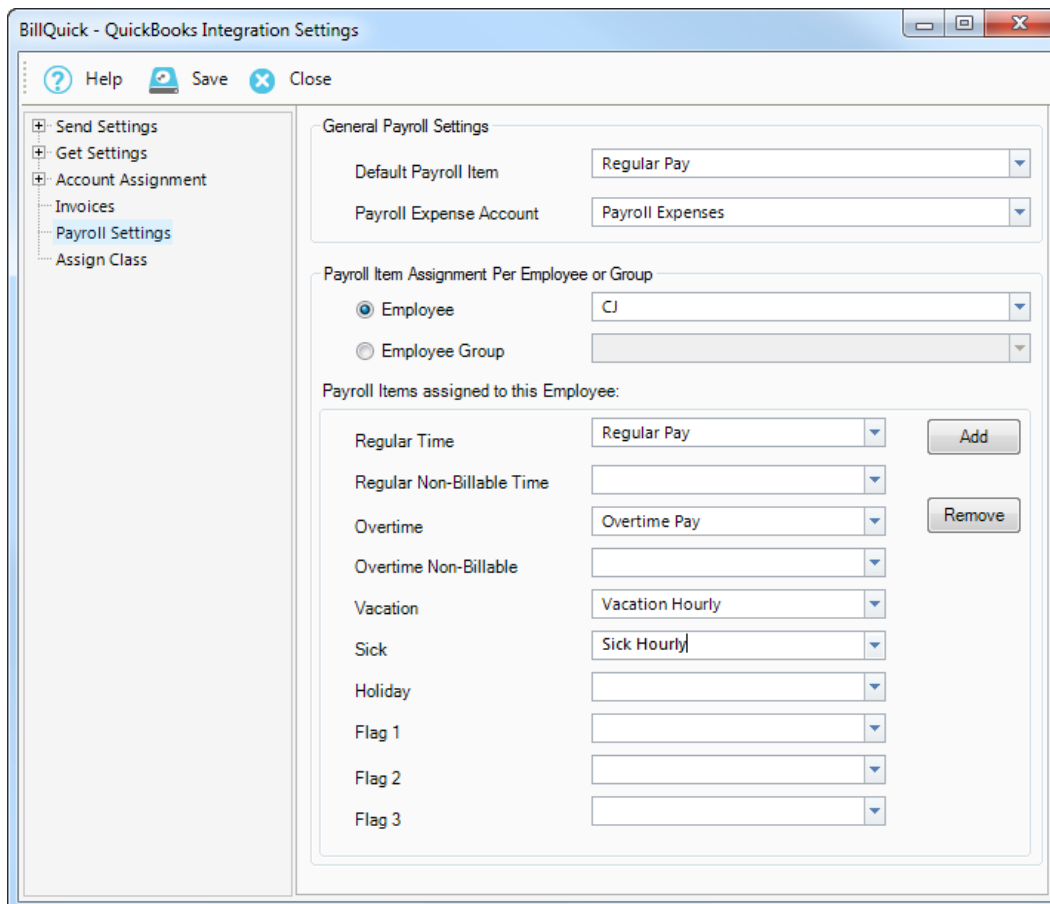 BillQuick - QuickBooks Integration Settings
Help Save Close
Send Settings
Get Settings
Account Assignment
Invoices
Payroll Settings
Assign Class
General Payroll Settings
Default Payroll Item Regular Pay
Payroll Expense Account Payroll Expenses
Payroll Item Assignment Per Employee or Group
Employee CJ
Employee Group
Payroll Items assigned to this Employee:
Regular Time Regular Pay Add
Regular Non-Billable Time
Overtime Overtime Pay Remove
Overtime Non-Billable
Vacation Vacation Hourly
Sick Sick Hourly
Holiday
Flag 1
Flag 2
Flag 3